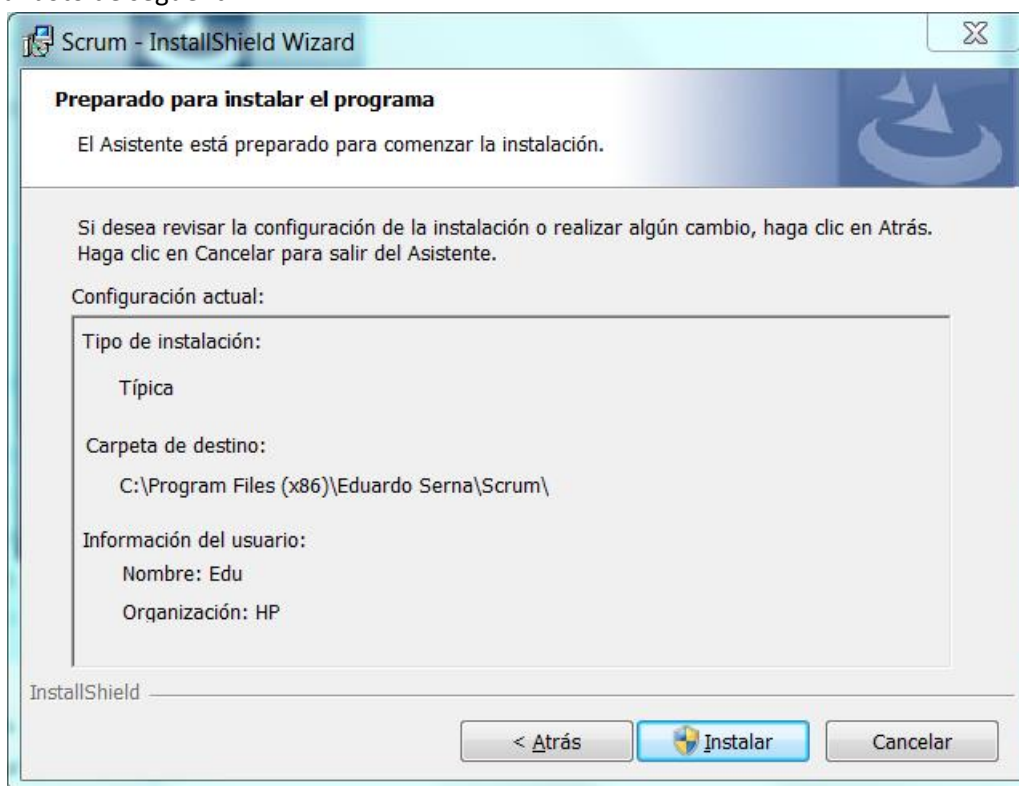 Scrum - InstallShield Wizard
Preparado para instalar el programa
El Asistente está preparado para comenzar la instalación.
Si desea revisar la configuración de la instalación o realizar algún cambio, haga clic en Atrás.
Haga clic en Cancelar para salir del Asistente.
Configuración actual:
Tipo de instalación:
Típica
Carpeta de destino:
C:\Program Files (x86)\Eduardo Serna\Scrum\
Información del usuario:
Nombre: Edu
Organización: HP
InstallShield
< Atrás
Instalar
Cancelar